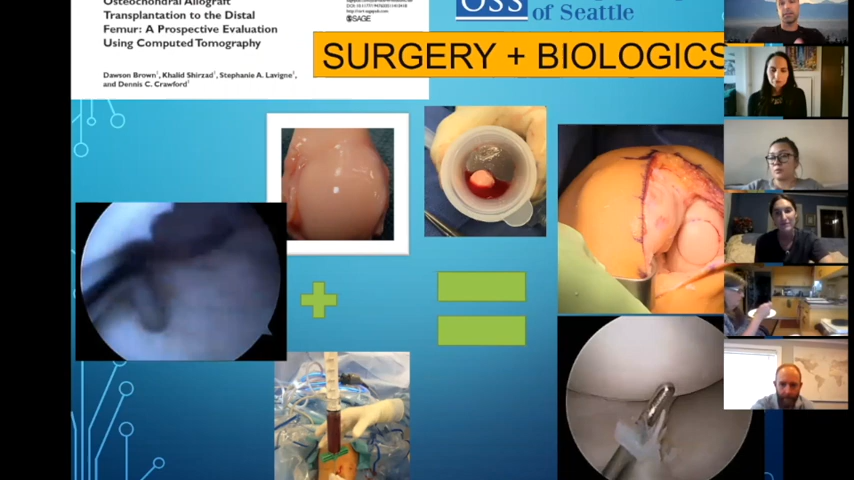 Osteochondral Allograft
Transplantation to the Distal
Femur: A Prospective Evaluation
Using Computed Tomography
SAGE
Dawson Brown, Khalid Shirzad, Stephanie A. Lavigne,
and Dennis C. Crawford
OSS
of Seattle
SURGERY + BIOLOGICS